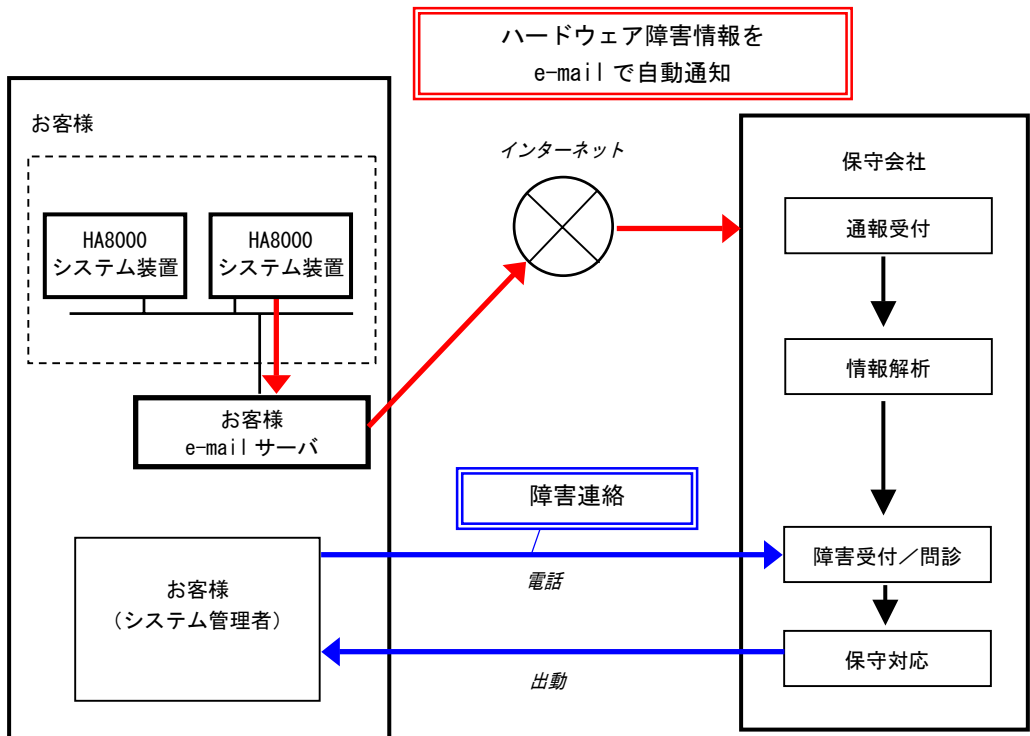 ハードウェア障害情報を
e-mail で自動通知
お客様
インターネット
保守会社
HA8000
システム装置
HA8000
システム装置
通報受付
情報解析
お客様
e-mail サーバ
障害連絡
障害受付／問診
電話
お客様
（システム管理者）
保守対応
出動